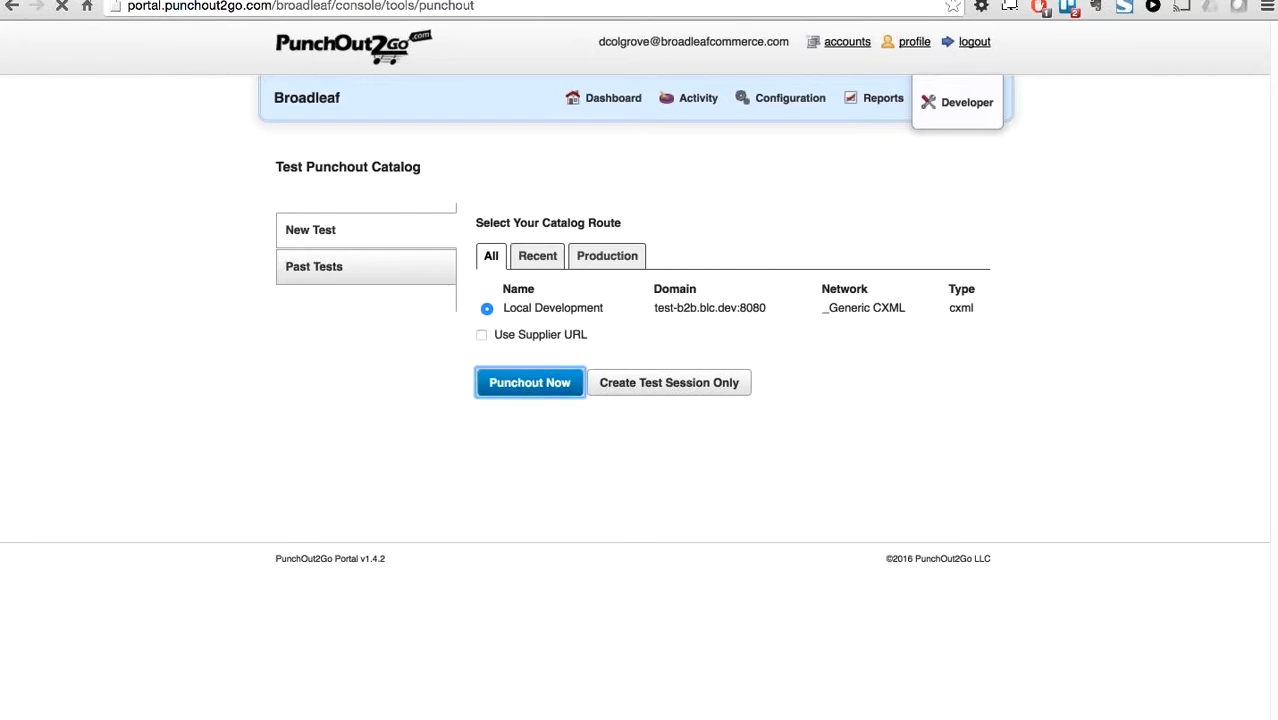 portal.punchout2go.com/broadleaf/console/tools/punchout
1
2
PunchOut2Go.com
dcolgrove@broadleafcommerce.com accounts profile logout
Broadleaf Dashboard Activity Configuration Reports Developer
Test Punchout Catalog
New Test
Past Tests
Select Your Catalog Route
All Recent Production
Name Domain Network Type
Local Development test-b2b.blc.dev:8080 _Generic CXML cxml
Use Supplier URL
Punchout Now Create Test Session Only
PunchOut2Go Portal v1.4.2 ©2016 PunchOut2Go LLC